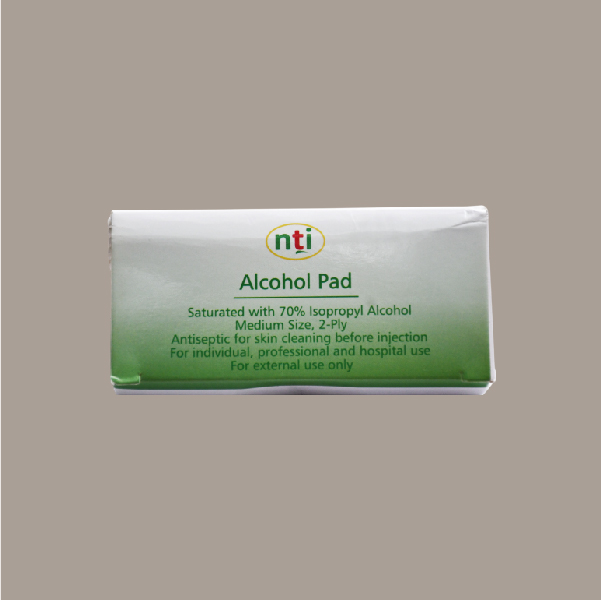 nti
Alcohol Pad
Saturated with 70% Isopropyl Alcohol
Medium Size, 2-Ply
Antiseptic for skin cleaning before injection
For individual, professional and hospital use
For external use only